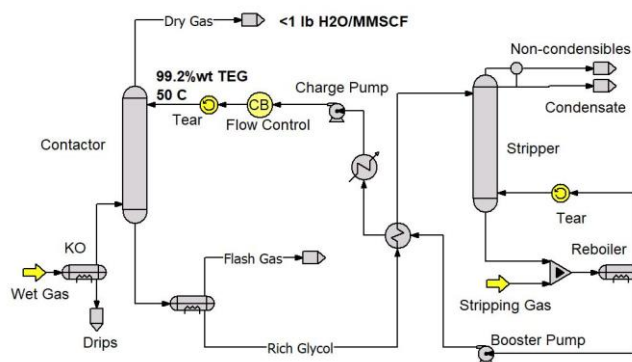 Dry Gas
<1 lb H2O/MMSCF
Non-condensibles
99.2%wt TEG
50 C
Charge Pump
CB
Condensate
Tear
Flow Control
Contactor
Stripper
KO
Tear
Flash Gas
Reboiler
Wet Gas
Stripping Gas
Drips
Rich Glycol
Booster Pump